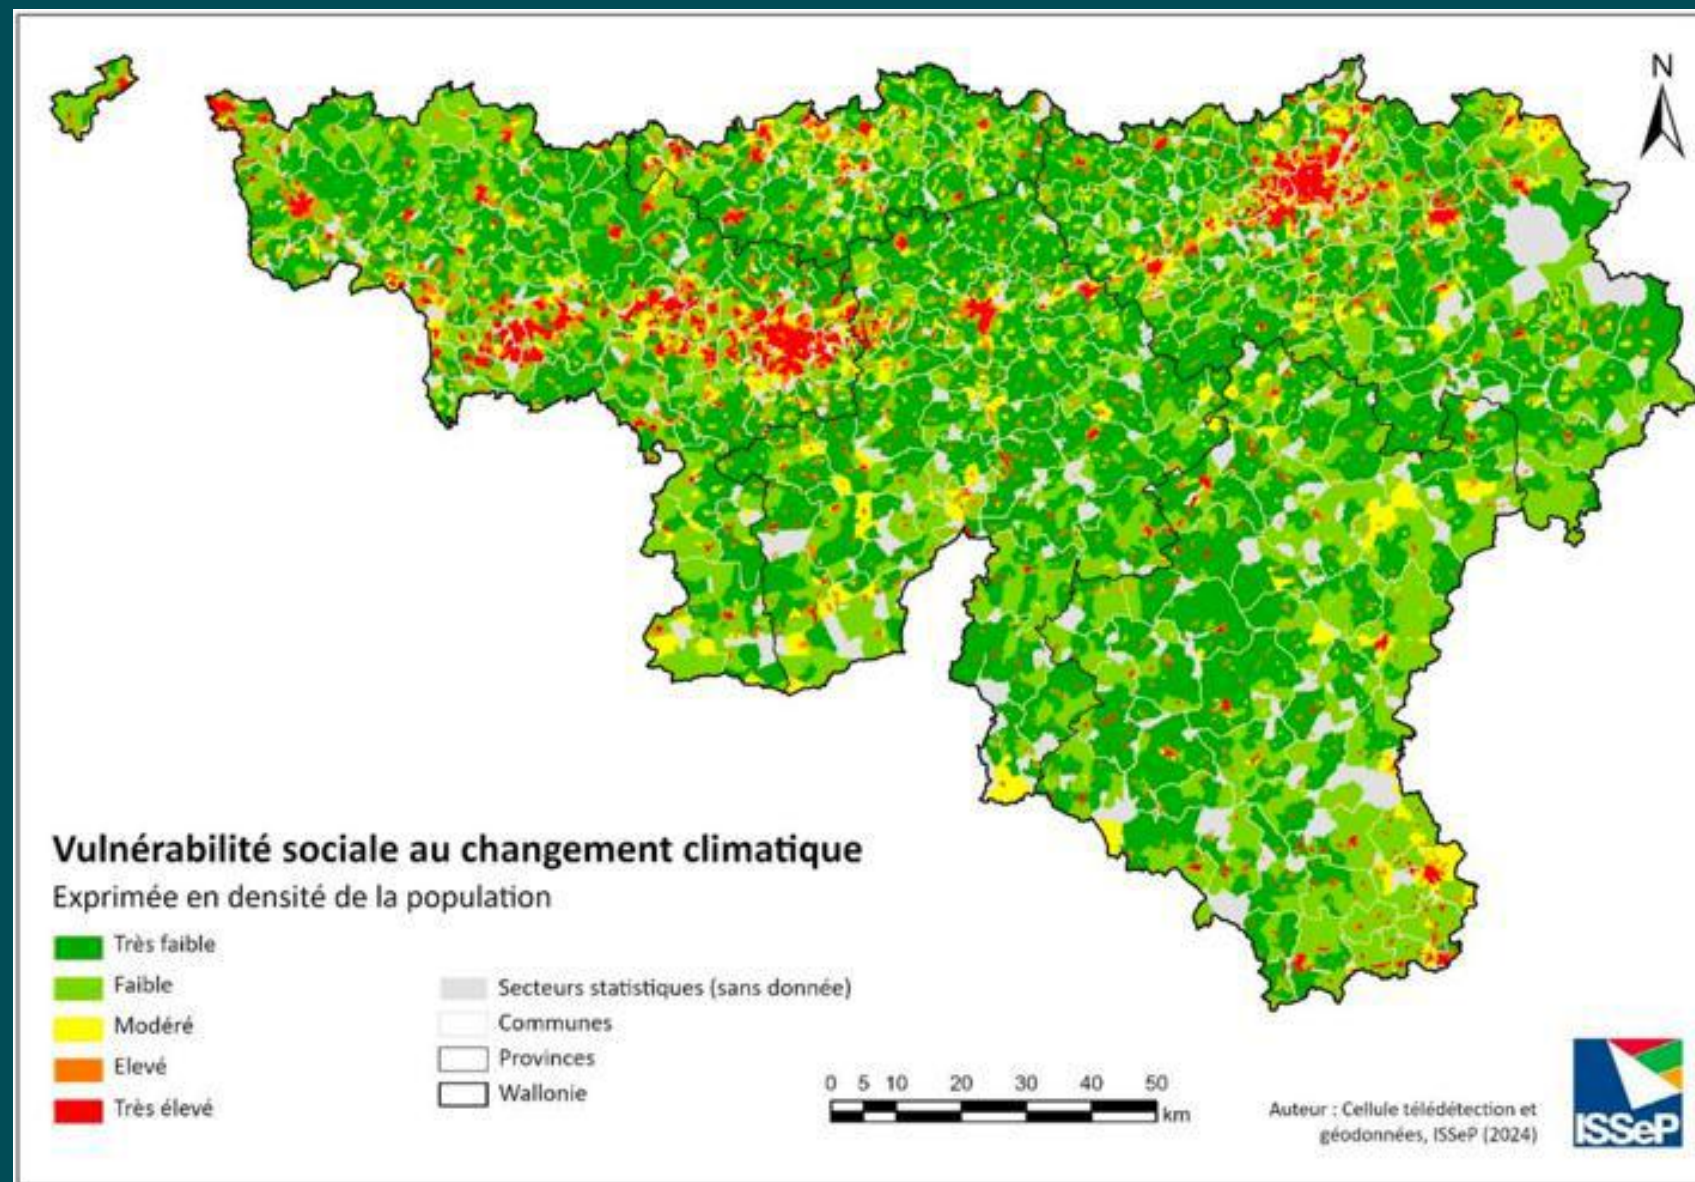 N
Vulnérabilité sociale au changement climatique
Exprimée en densité de la population
Très faible
Faible
Modéré
Elevé
Très élevé
Secteurs statistiques (sans donnée)
Communes
Provinces
Wallonie
0 5 10 20 30 40 50
km
Auteur : Cellule télédétection et
géodonnées, ISSeP (2024)
ISSeP